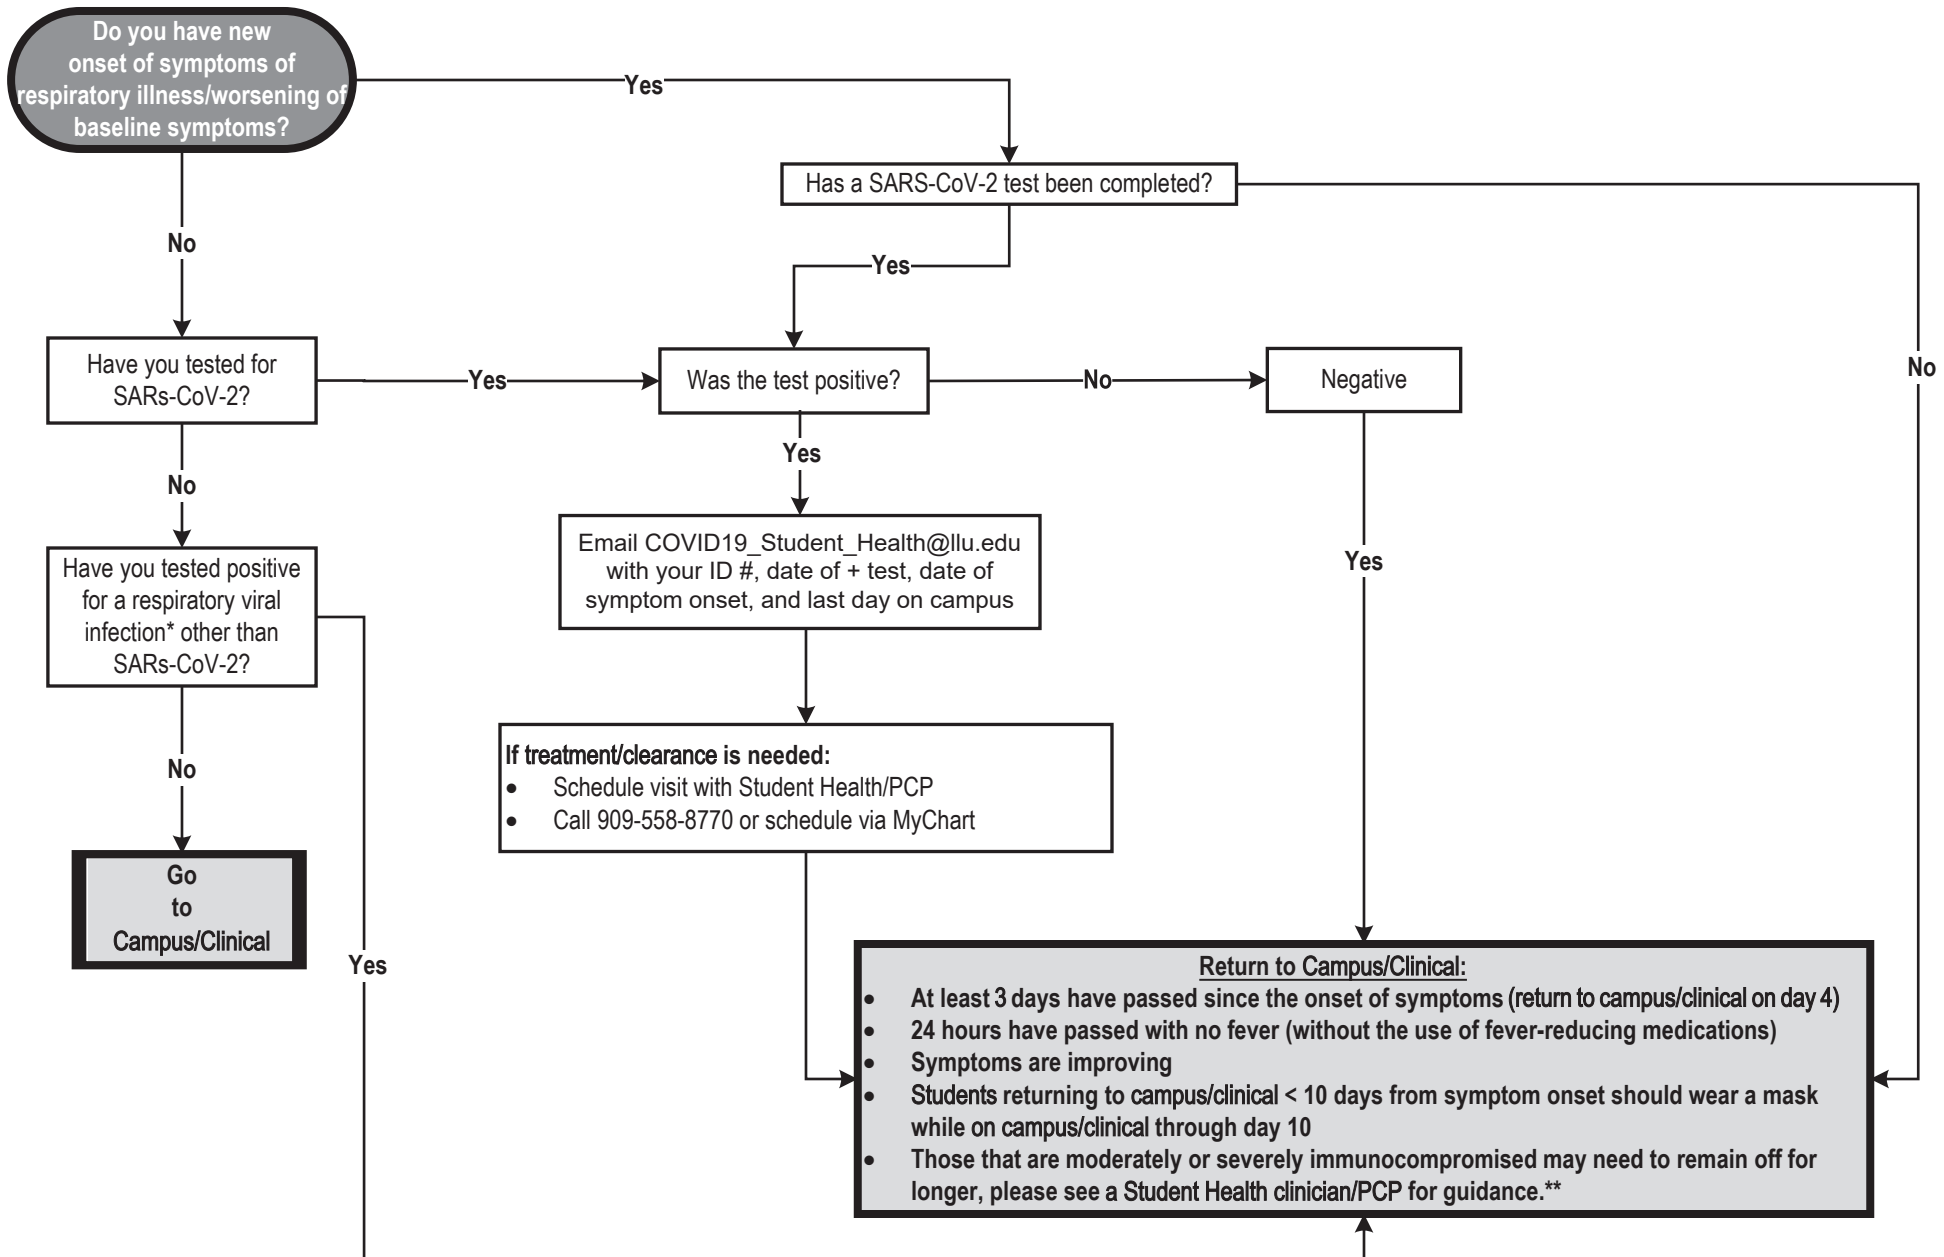 Do you have new
onset of symptoms of
respiratory illness/worsening of
baseline symptoms?
Yes
Has a SARS-CoV-2 test been completed?
No
Yes
No
Have you tested for
SARs-CoV-2?
Yes
Was the test positive?
No
Negative
Yes
No
Email COVID19_Student_Health@llu.edu
with your ID #, date of + test, date of
symptom onset, and last day on campus
Yes
Have you tested positive
for a respiratory viral
infection* other than
SARs-CoV-2?
No
If treatment/clearance is needed:
• Schedule visit with Student Health/PCP
• Call 909-558-8770 or schedule via MyChart
Go
to
Campus/Clinical
Yes
Return to Campus/Clinical:
• At least 3 days have passed since the onset of symptoms (return to campus/clinical on day 4)
• 24 hours have passed with no fever (without the use of fever-reducing medications)
• Symptoms are improving
• Students returning to campus/clinical < 10 days from symptom onset should wear a mask
while on campus/clinical through day 10
• Those that are moderately or severely immunocompromised may need to remain off for
longer, please see a Student Health clinician/PCP for guidance.**